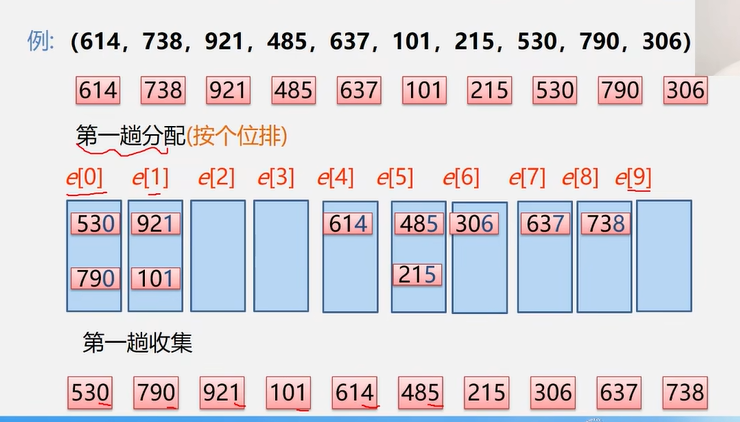 例: (614, 738, 921, 485, 637, 101, 215, 530, 790, 306)
614 738 921 485 637 101 215 530 790 306
第一趟分配(按个位排)
e[0] e[1] e[2] e[3] e[4] e[5] e[6] e[7] e[8] e[9]
530 921 614 485 306 637 738
790 101 215
第一趟收集
530 790 921 101 614 485 215 306 637 738